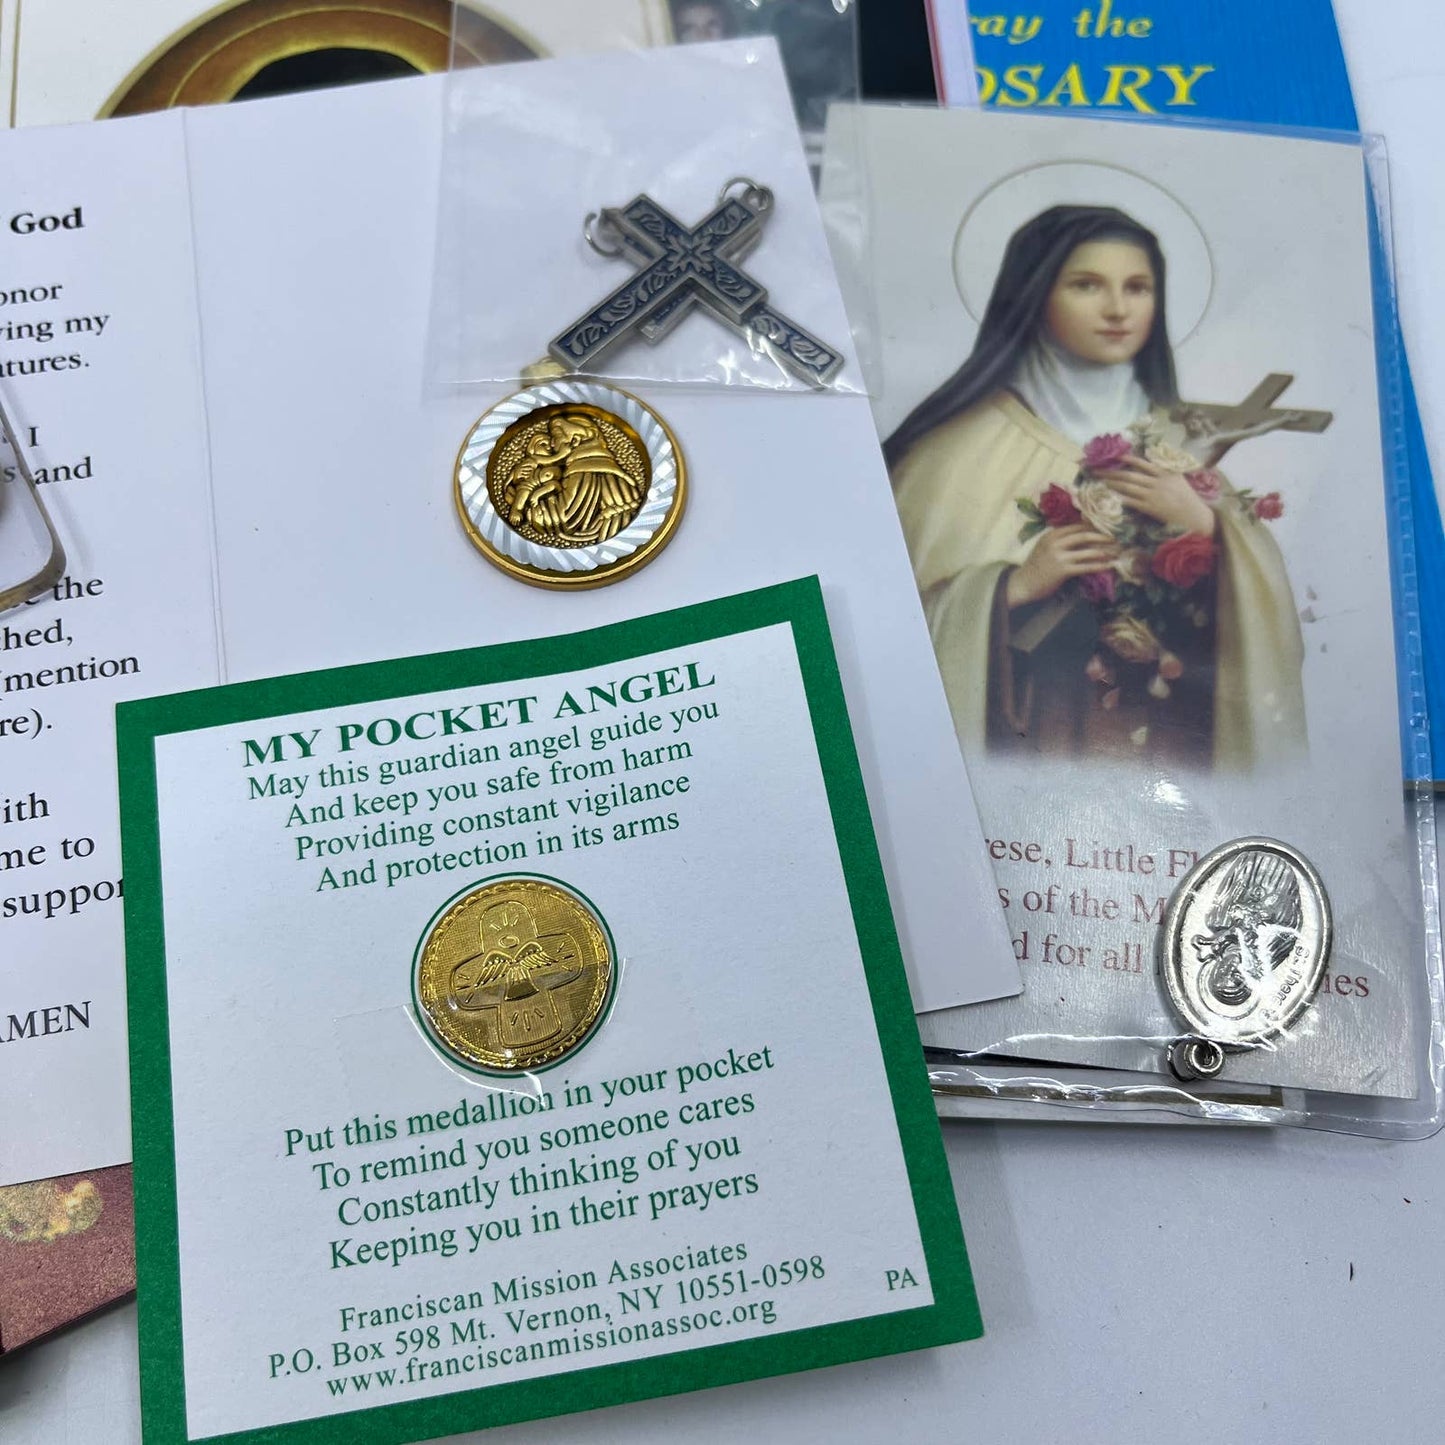 ray the
OSARY
God
onor
ving my
atures.
I
s and
the
ched,
(mention
re).
ith
me to
suppor
AMEN
MY POCKET ANGEL
May this guardian angel guide you
And keep you safe from harm
Providing constant vigilance
And protection in its arms
Put this medallion in your pocket
To remind you someone cares
Constantly thinking of you
Keeping you in their prayers
Franciscan Mission Associates
P.O. Box 598 Mt. Vernon, NY 10551-0598
www.franciscanmissionassoc.org
PA
rese, Little Fl
s of the M
d for all
ies